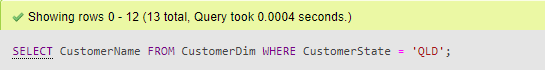 Showing rows 0 - 12 (13 total, Query took 0.0004 seconds.)
SELECT CustomerName FROM CustomerDim WHERE CustomerState = 'QLD';